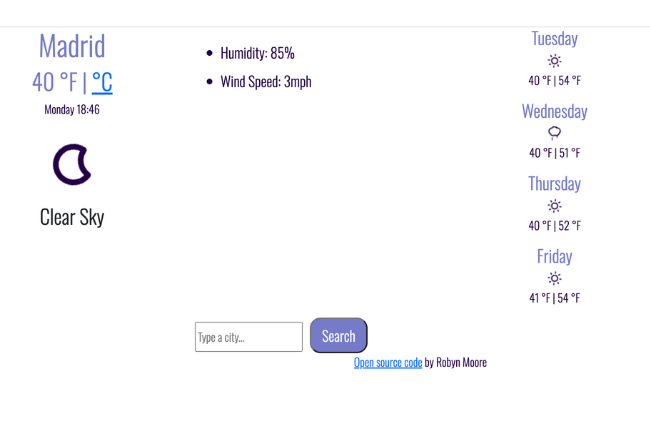 Madrid
40 °F | °C
Monday 18:46
Clear Sky
Humidity: 85%
Wind Speed: 3mph
Tuesday
40 °F | 54 °F
Wednesday
40 °F | 51 °F
Thursday
40 °F | 52 °F
Friday
41 °F | 54 °F
Type a city...
Search
Open source code by Robyn Moore